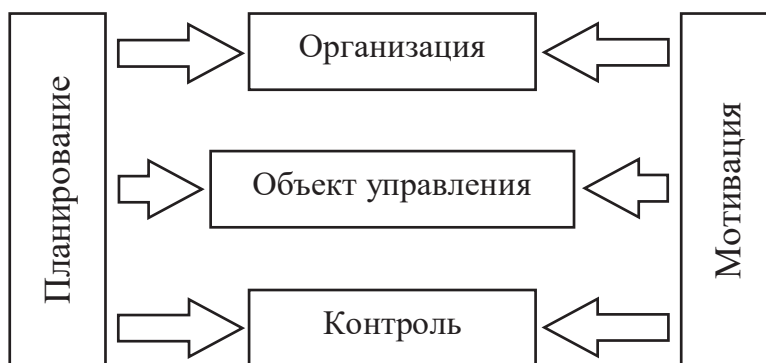 Планирование
Организация
Объект управления
Контроль
Мотивация